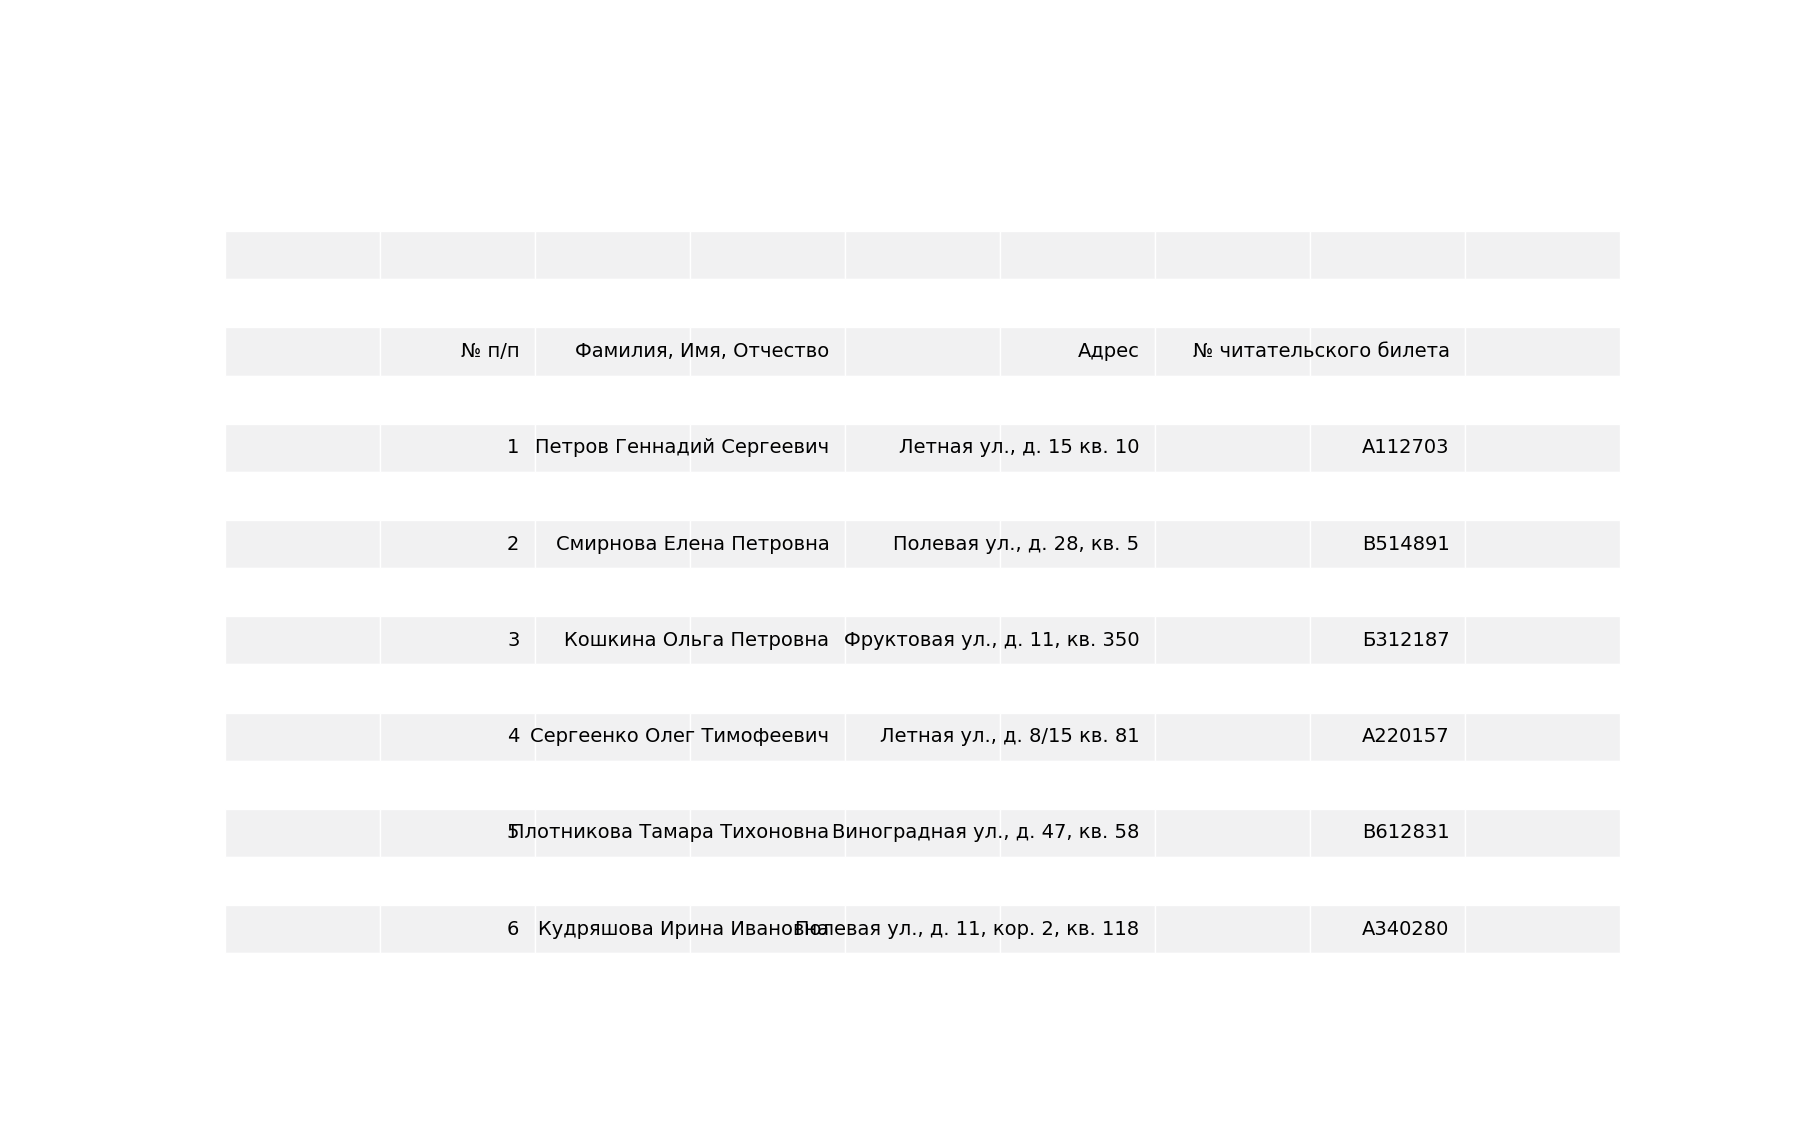 № п/п Фамилия, Имя, Отчество Адрес № читательского билета
1 Петров Геннадий Сергеевич Летная ул., д. 15 кв. 10 А112703
2 Смирнова Елена Петровна Полевая ул., д. 28, кв. 5 В514891
3 Кошкина Ольга Петровна Фруктовая ул., д. 11, кв. 350 Б312187
4 Сергеенко Олег Тимофеевич Летная ул., д. 8/15 кв. 81 А220157
5 Плотникова Тамара Тихоновна Виноградная ул., д. 47, кв. 58 В612831
6 Кудряшова Ирина Ивановна Полевая ул., д. 11, кор. 2, кв. 118 А340280